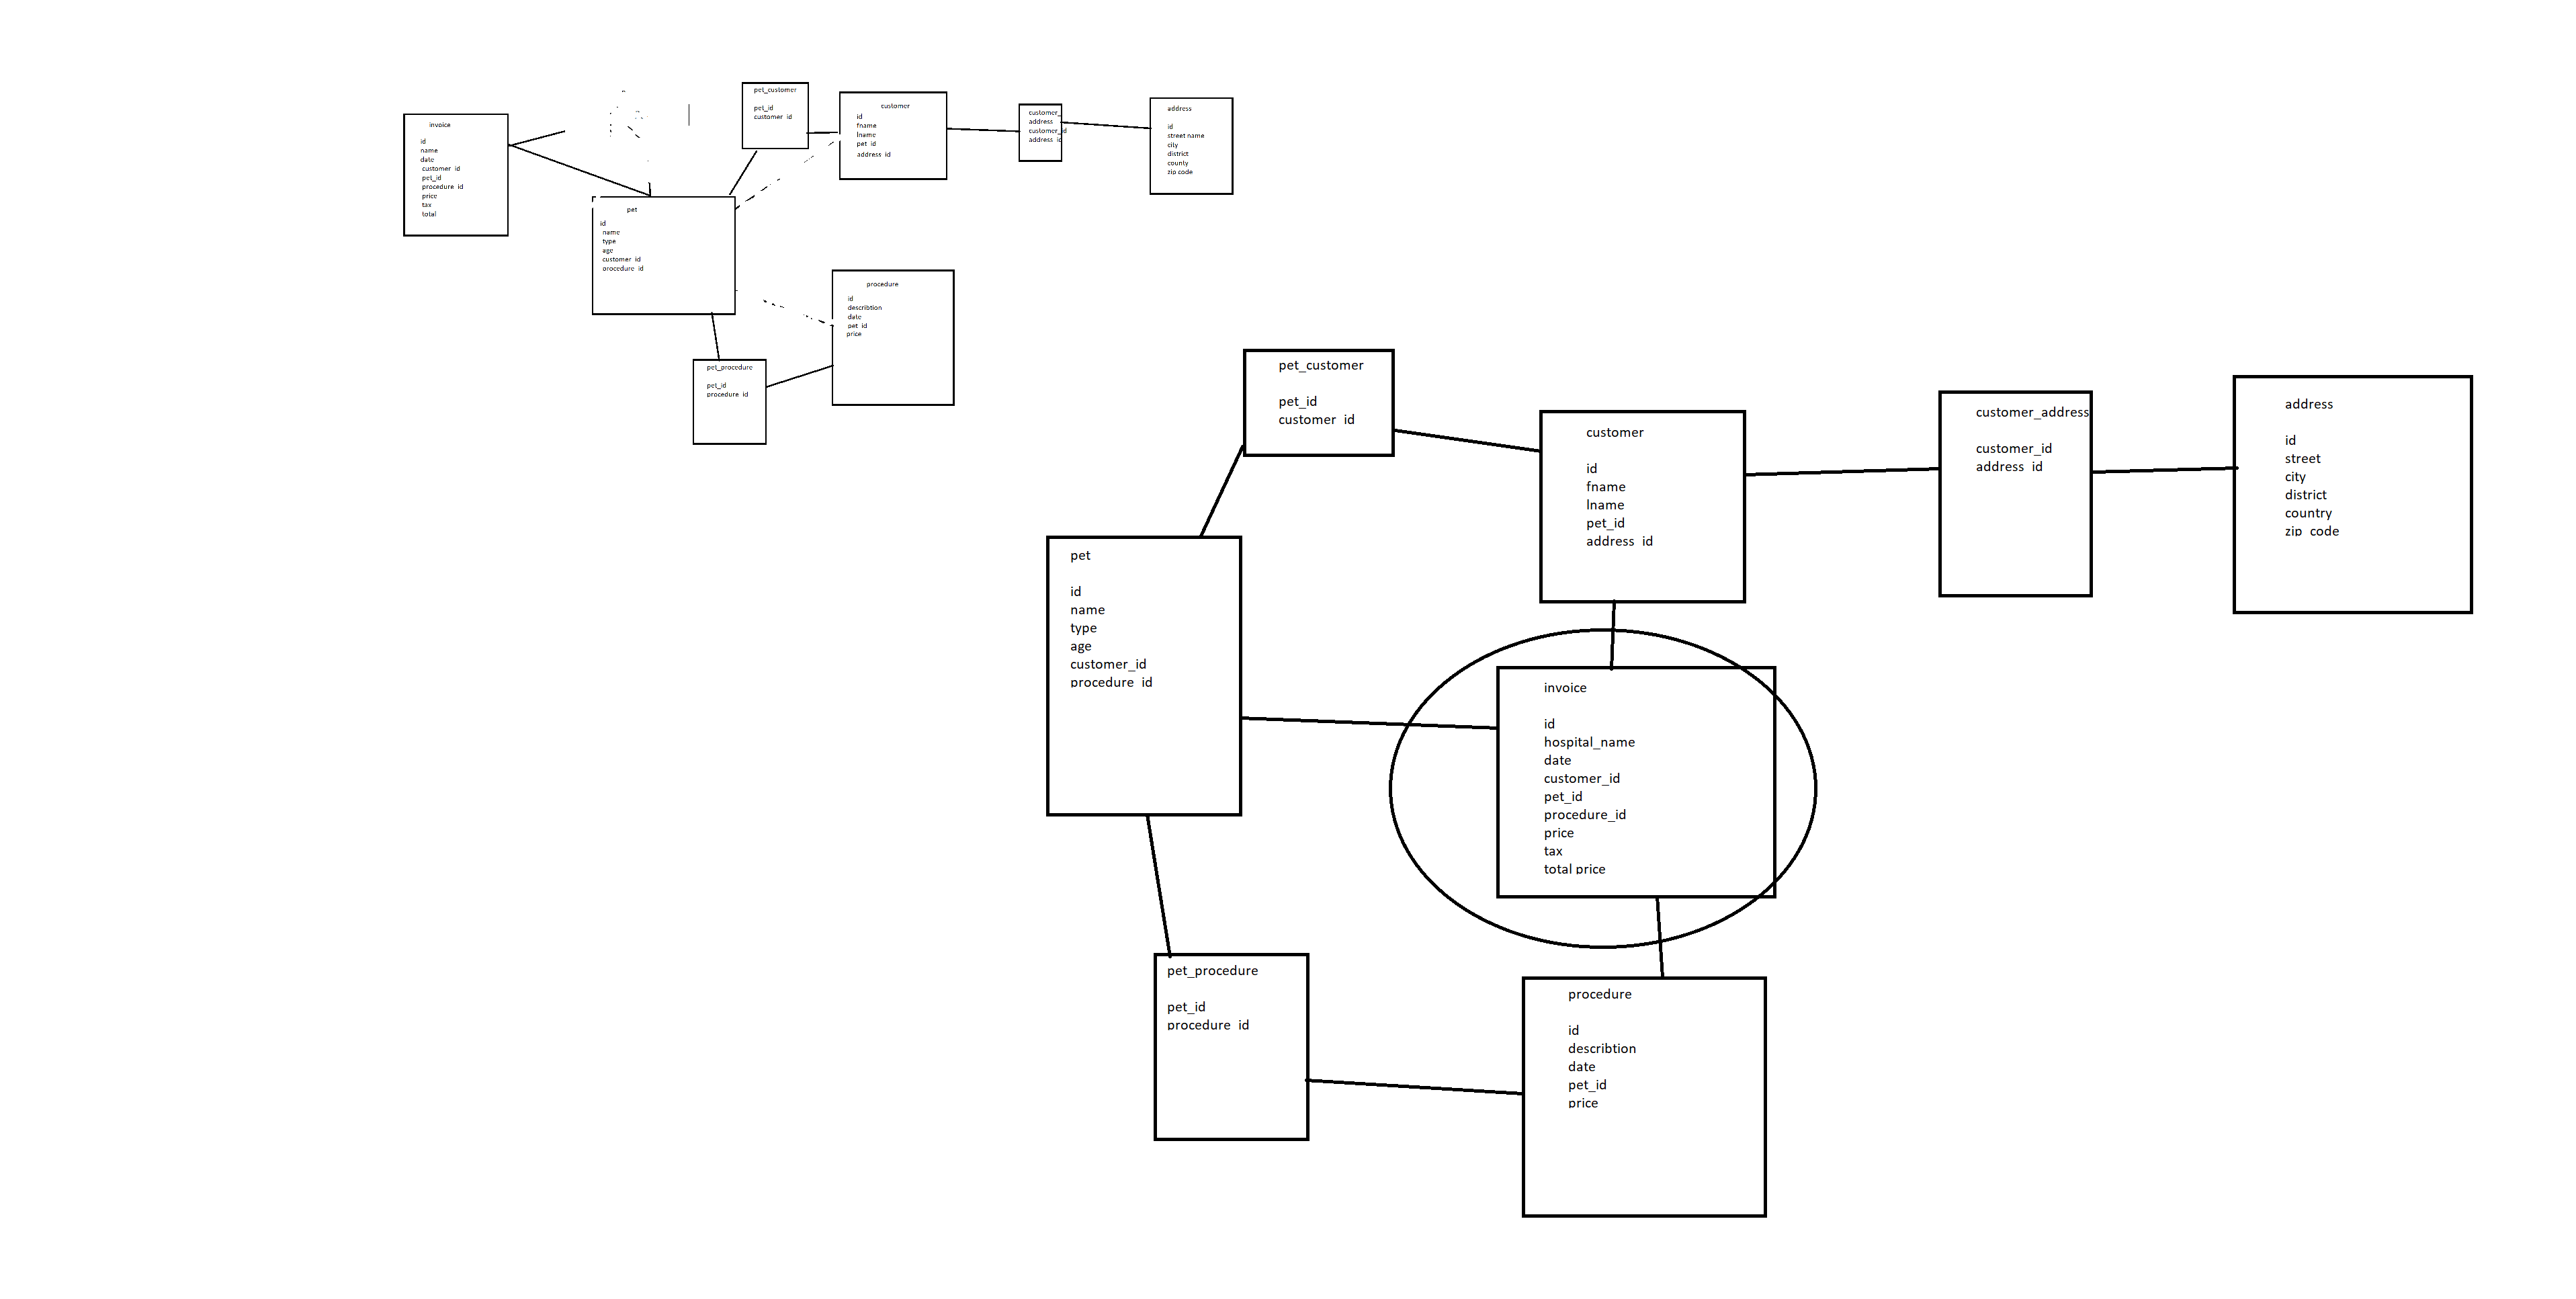 invoice
id
name
date
customer_id
pet_id
procedure_id
price
tax
total
pet_customer
pet_id
customer_id
customer
id
fname
lname
pet_id
address_id
customer_
address
customer_id
address_id
address
id
street name
city
district
county
zip code
pet
id
name
type
age
customer_id
procedure_id
procedure
id
describtion
date
pet_id
price
pet_procedure
pet_id
procedure_id
pet_customer
pet_id
customer_id
customer
id
fname
lname
pet_id
address_id
customer_address
customer_id
address_id
address
id
street
city
district
country
zip_code
pet
id
name
type
age
customer_id
procedure_id
invoice
id
hospital_name
date
customer_id
pet_id
procedure_id
price
tax
total price
pet_procedure
pet_id
procedure_id
procedure
id
describtion
date
pet_id
price